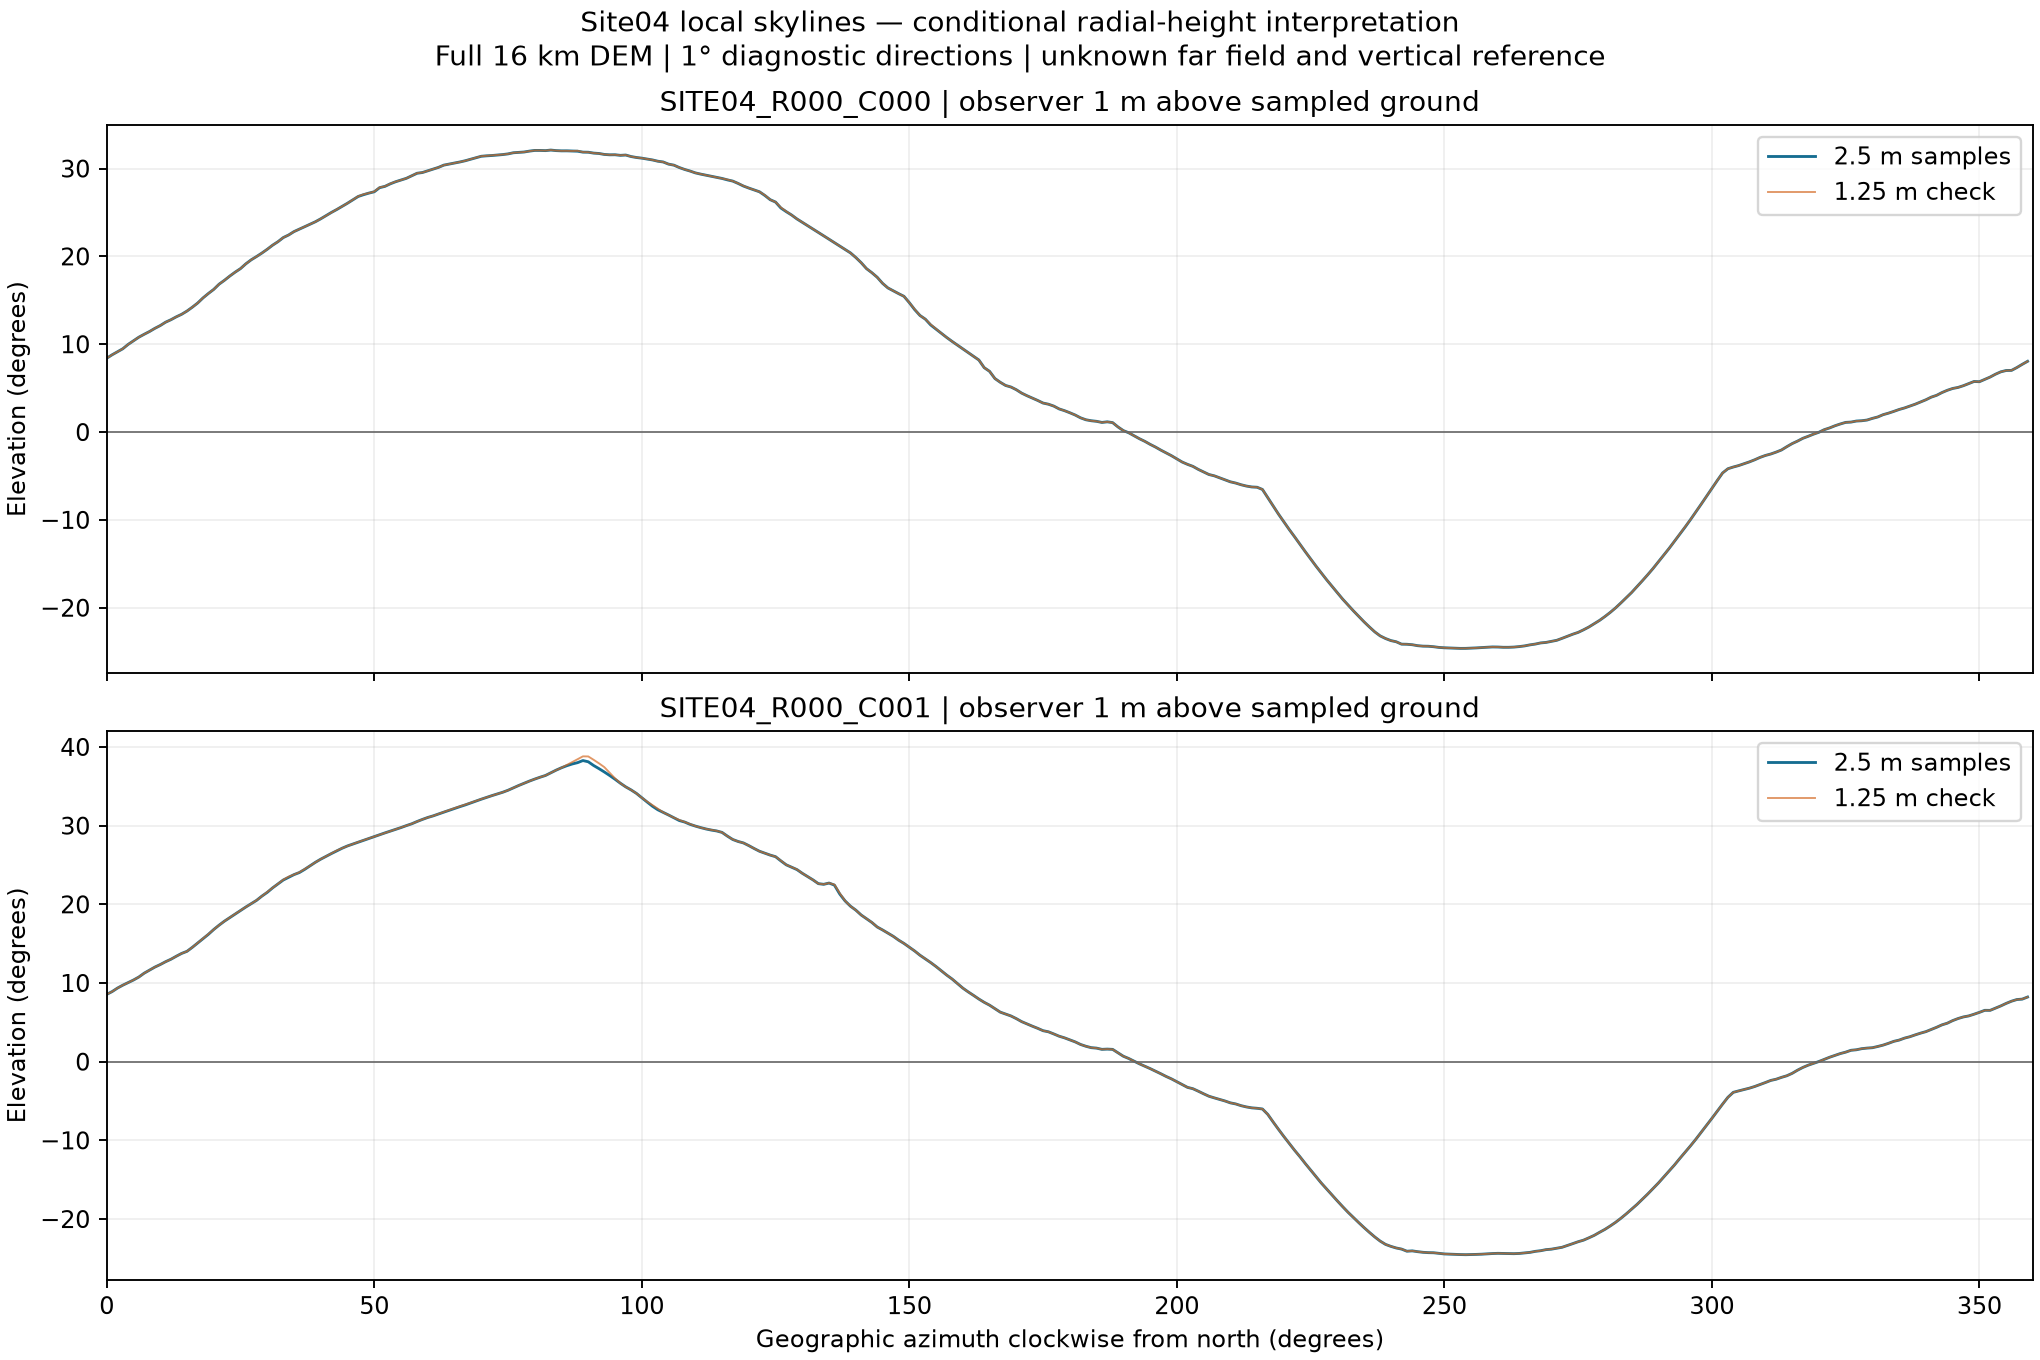 Site04 local skylines — conditional radial-height interpretation
Full 16 km DEM | 1° diagnostic directions | unknown far field and vertical reference
SITE04_R000_C000 | observer 1 m above sampled ground
Elevation (degrees)
30
20
10
0
−10
−20
2.5 m samples
1.25 m check
SITE04_R000_C001 | observer 1 m above sampled ground
Elevation (degrees)
40
30
20
10
0
−10
−20
2.5 m samples
1.25 m check
0 50 100 150 200 250 300 350
Geographic azimuth clockwise from north (degrees)